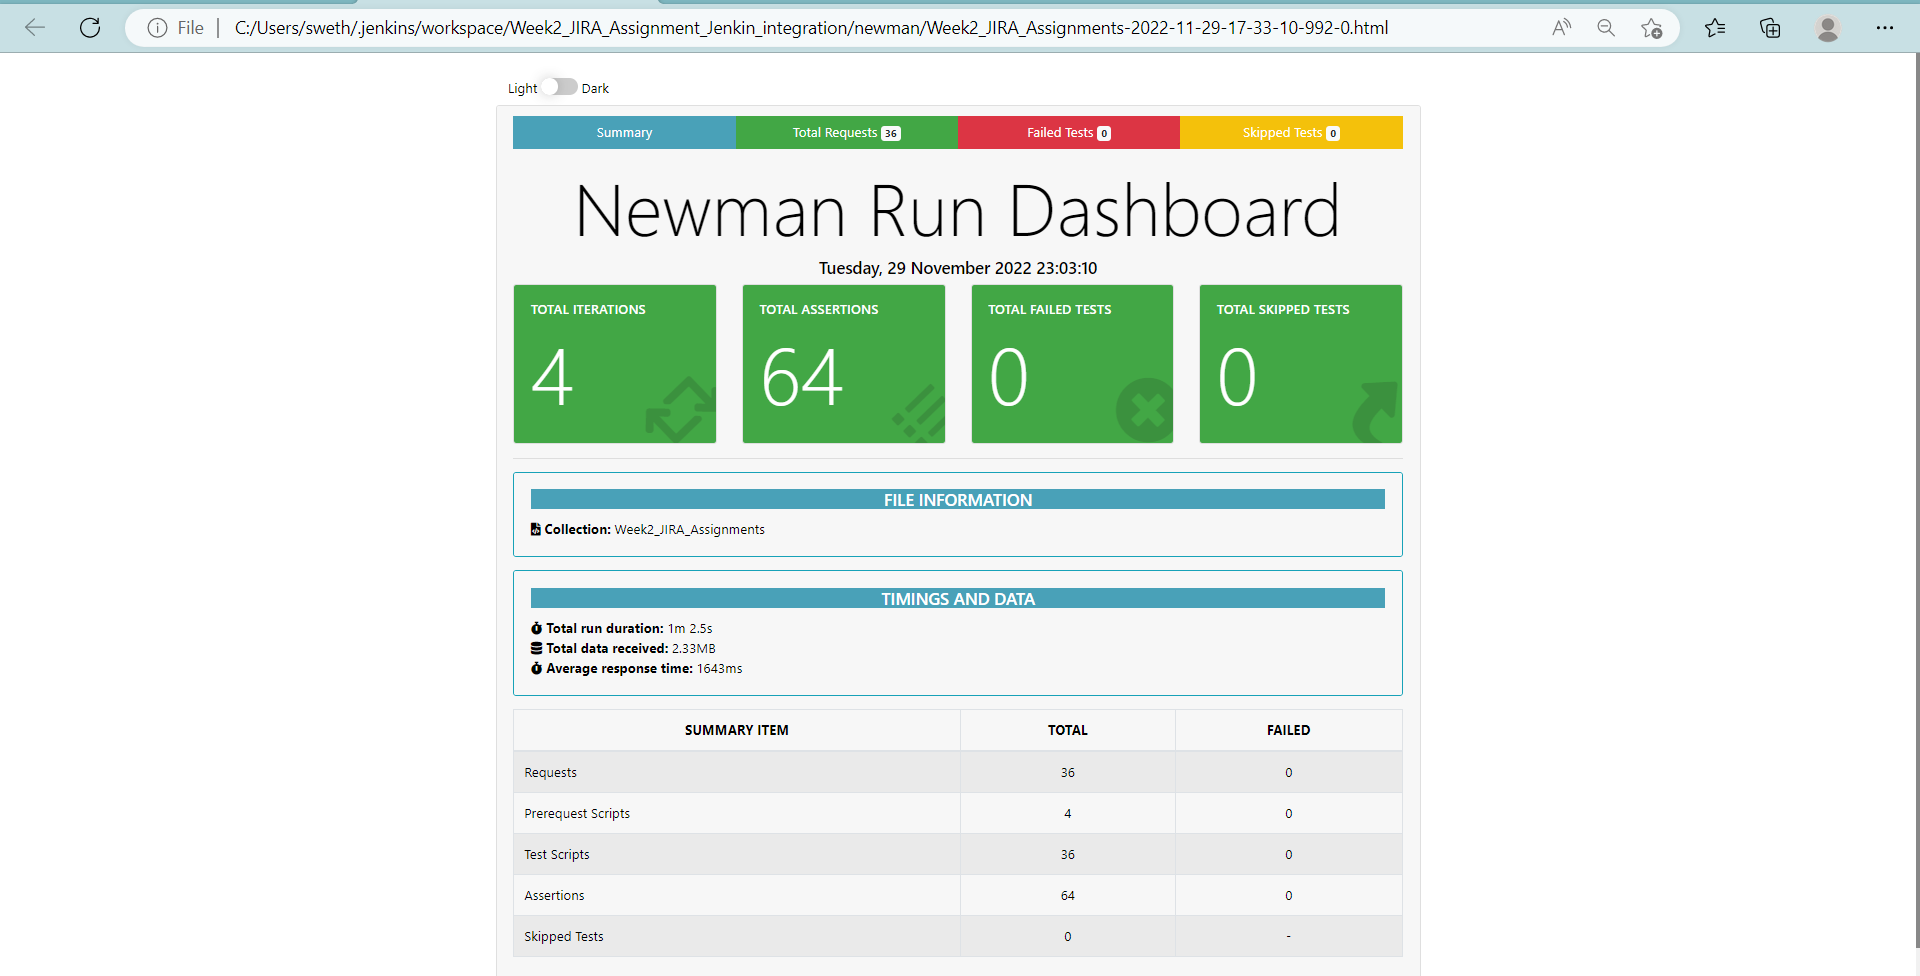 File | C:/Users/sweth/.jenkins/workspace/Week2_JIRA_Assignment_Jenkin_integration/newman/Week2_JIRA_Assignments-2022-11-29-17-33-10-992-0.html
Light Dark
Summary Total Requests 36 Failed Tests 0 Skipped Tests 0
Newman Run Dashboard
Tuesday, 29 November 2022 23:03:10
TOTAL ITERATIONS TOTAL ASSERTIONS TOTAL FAILED TESTS TOTAL SKIPPED TESTS
4 64 0 0
FILE INFORMATION
Collection: Week2_JIRA_Assignments
TIMINGS AND DATA
Total run duration: 1m 2.5s
Total data received: 2.33MB
Average response time: 1643ms
SUMMARY ITEM TOTAL FAILED
Requests 36 0
Prerequest Scripts 4 0
Test Scripts 36 0
Assertions 64 0
Skipped Tests 0 -